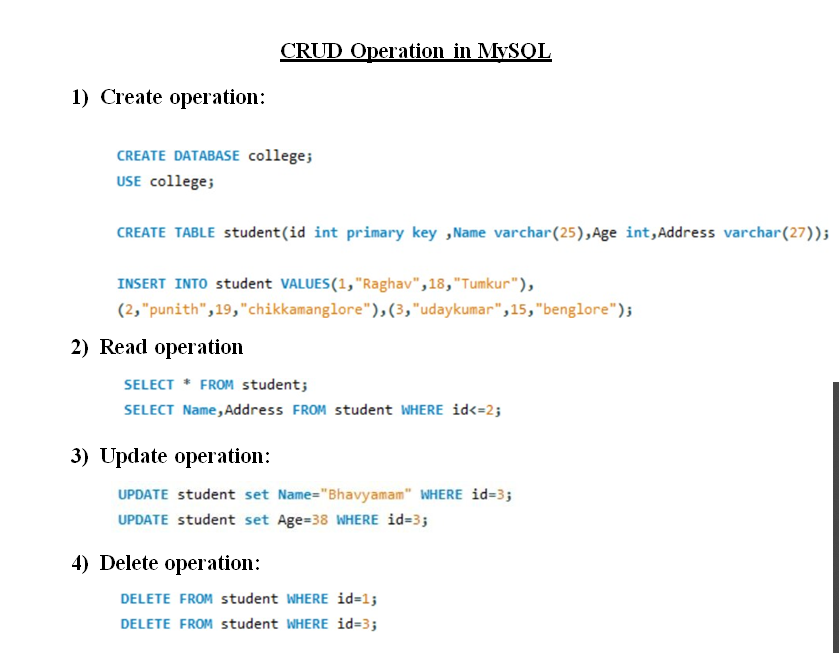 CRUD Operation in MySQL
1) Create operation:
CREATE DATABASE college;
USE college;
CREATE TABLE student(id int primary key ,Name varchar(25),Age int,Address varchar(27));
INSERT INTO student VALUES(1,"Raghav",18,"Tumkur"),
(2,"punith",19,"chikkamanglore"),(3,"udaykumar",15,"benglore");
2) Read operation
SELECT * FROM student;
SELECT Name,Address FROM student WHERE id<=2;
3) Update operation:
UPDATE student set Name="Bhavyamam" WHERE id=3;
UPDATE student set Age=38 WHERE id=3;
4) Delete operation:
DELETE FROM student WHERE id=1;
DELETE FROM student WHERE id=3;